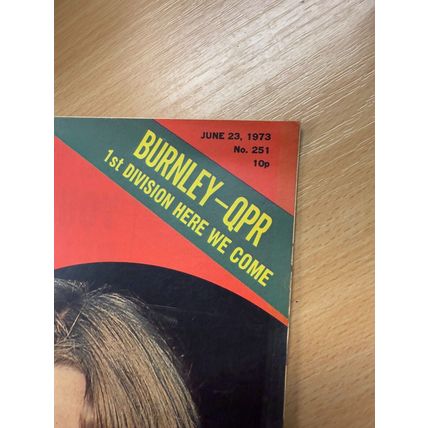 JUNE 23, 1973
No. 251
10p
BURNLEY–QPR
1st DIVISION HERE WE COME